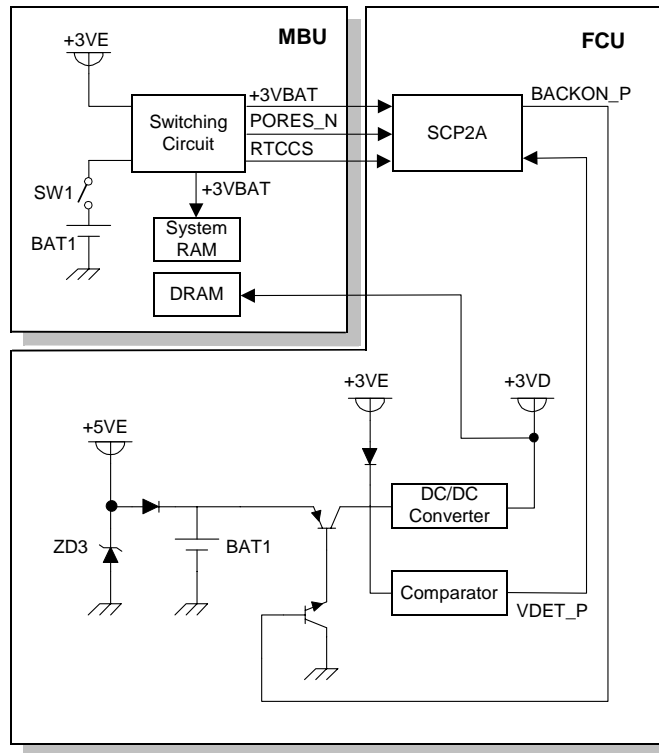 MBU
FCU
+3VE
+3VBAT
BACKON_P
PORES_N
Switching
Circuit
SCP2A
RTCCS
SW1
+3VBAT
BAT1
System
RAM
DRAM
+3VE
+3VD
+5VE
DC/DC
Converter
ZD3
BAT1
Comparator
VDET_P